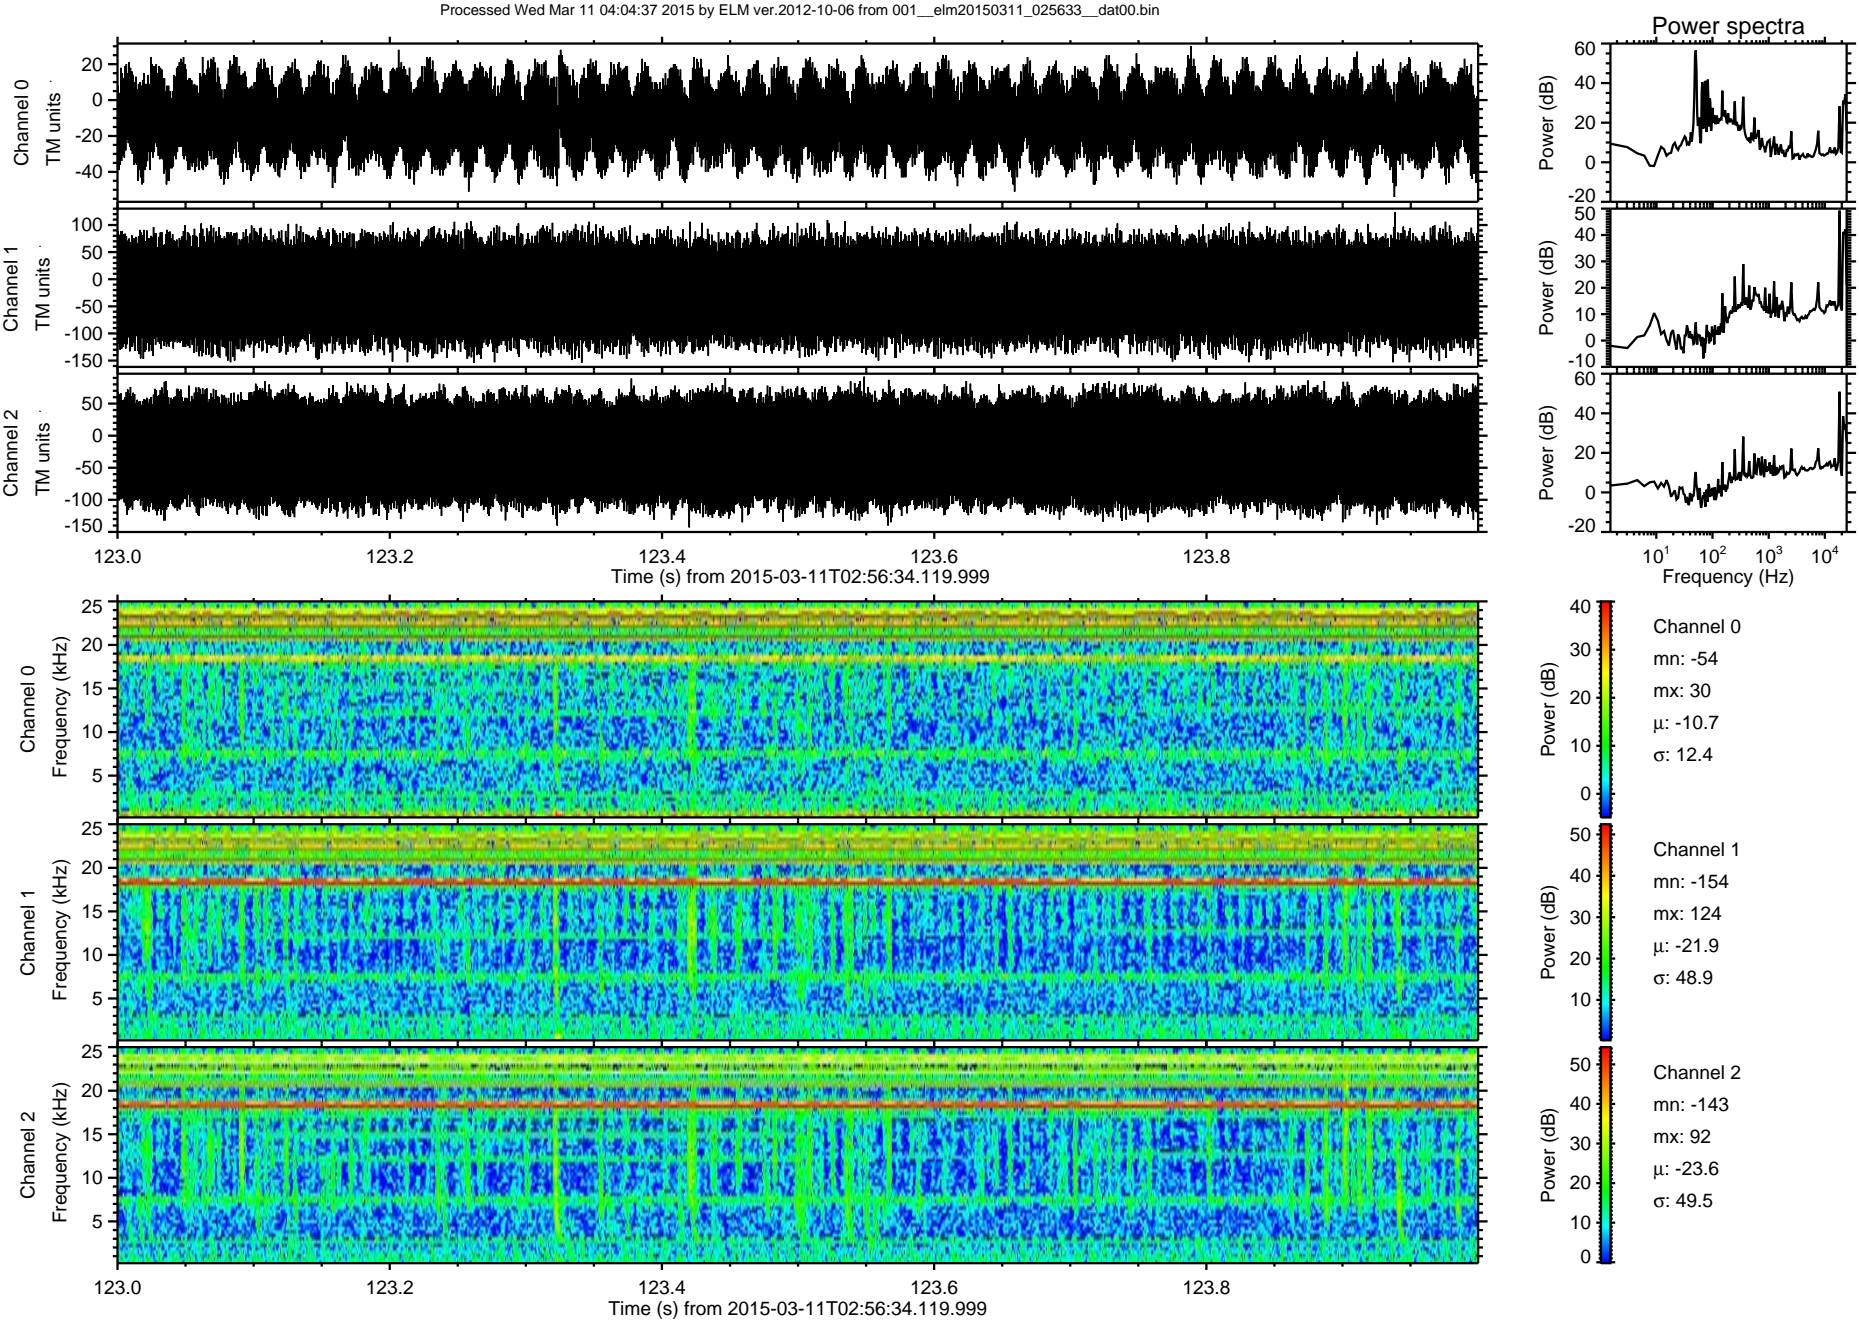 Processed Wed Mar 11 04:04:37 2015 by ELM ver.2012-10-06 from 001__elm20150311_025633__dat00.bin
Power spectra
Channel 0
TM units
20
0
-20
-40
Power (dB)
60
40
20
0
-20
Channel 1
TM units
100
50
0
-50
-100
-150
Power (dB)
50
40
30
20
10
0
-10
Channel 2
TM units
50
0
-50
-100
-150
Power (dB)
60
40
20
0
-20
123.0 123.2 123.4 123.6 123.8
Time (s) from 2015-03-11T02:56:34.119.999
10¹ 10² 10³ 10⁴
Frequency (Hz)
Channel 0
Frequency (kHz)
25
20
15
10
5
Power (dB)
40
30
20
10
0
Channel 0
mn: -54
mx: 30
μ: -10.7
σ: 12.4
Channel 1
Frequency (kHz)
25
20
15
10
5
Power (dB)
50
40
30
20
10
Channel 1
mn: -154
mx: 124
μ: -21.9
σ: 48.9
Channel 2
Frequency (kHz)
25
20
15
10
5
Power (dB)
50
40
30
20
10
0
Channel 2
mn: -143
mx: 92
μ: -23.6
σ: 49.5
123.0 123.2 123.4 123.6 123.8
Time (s) from 2015-03-11T02:56:34.119.999